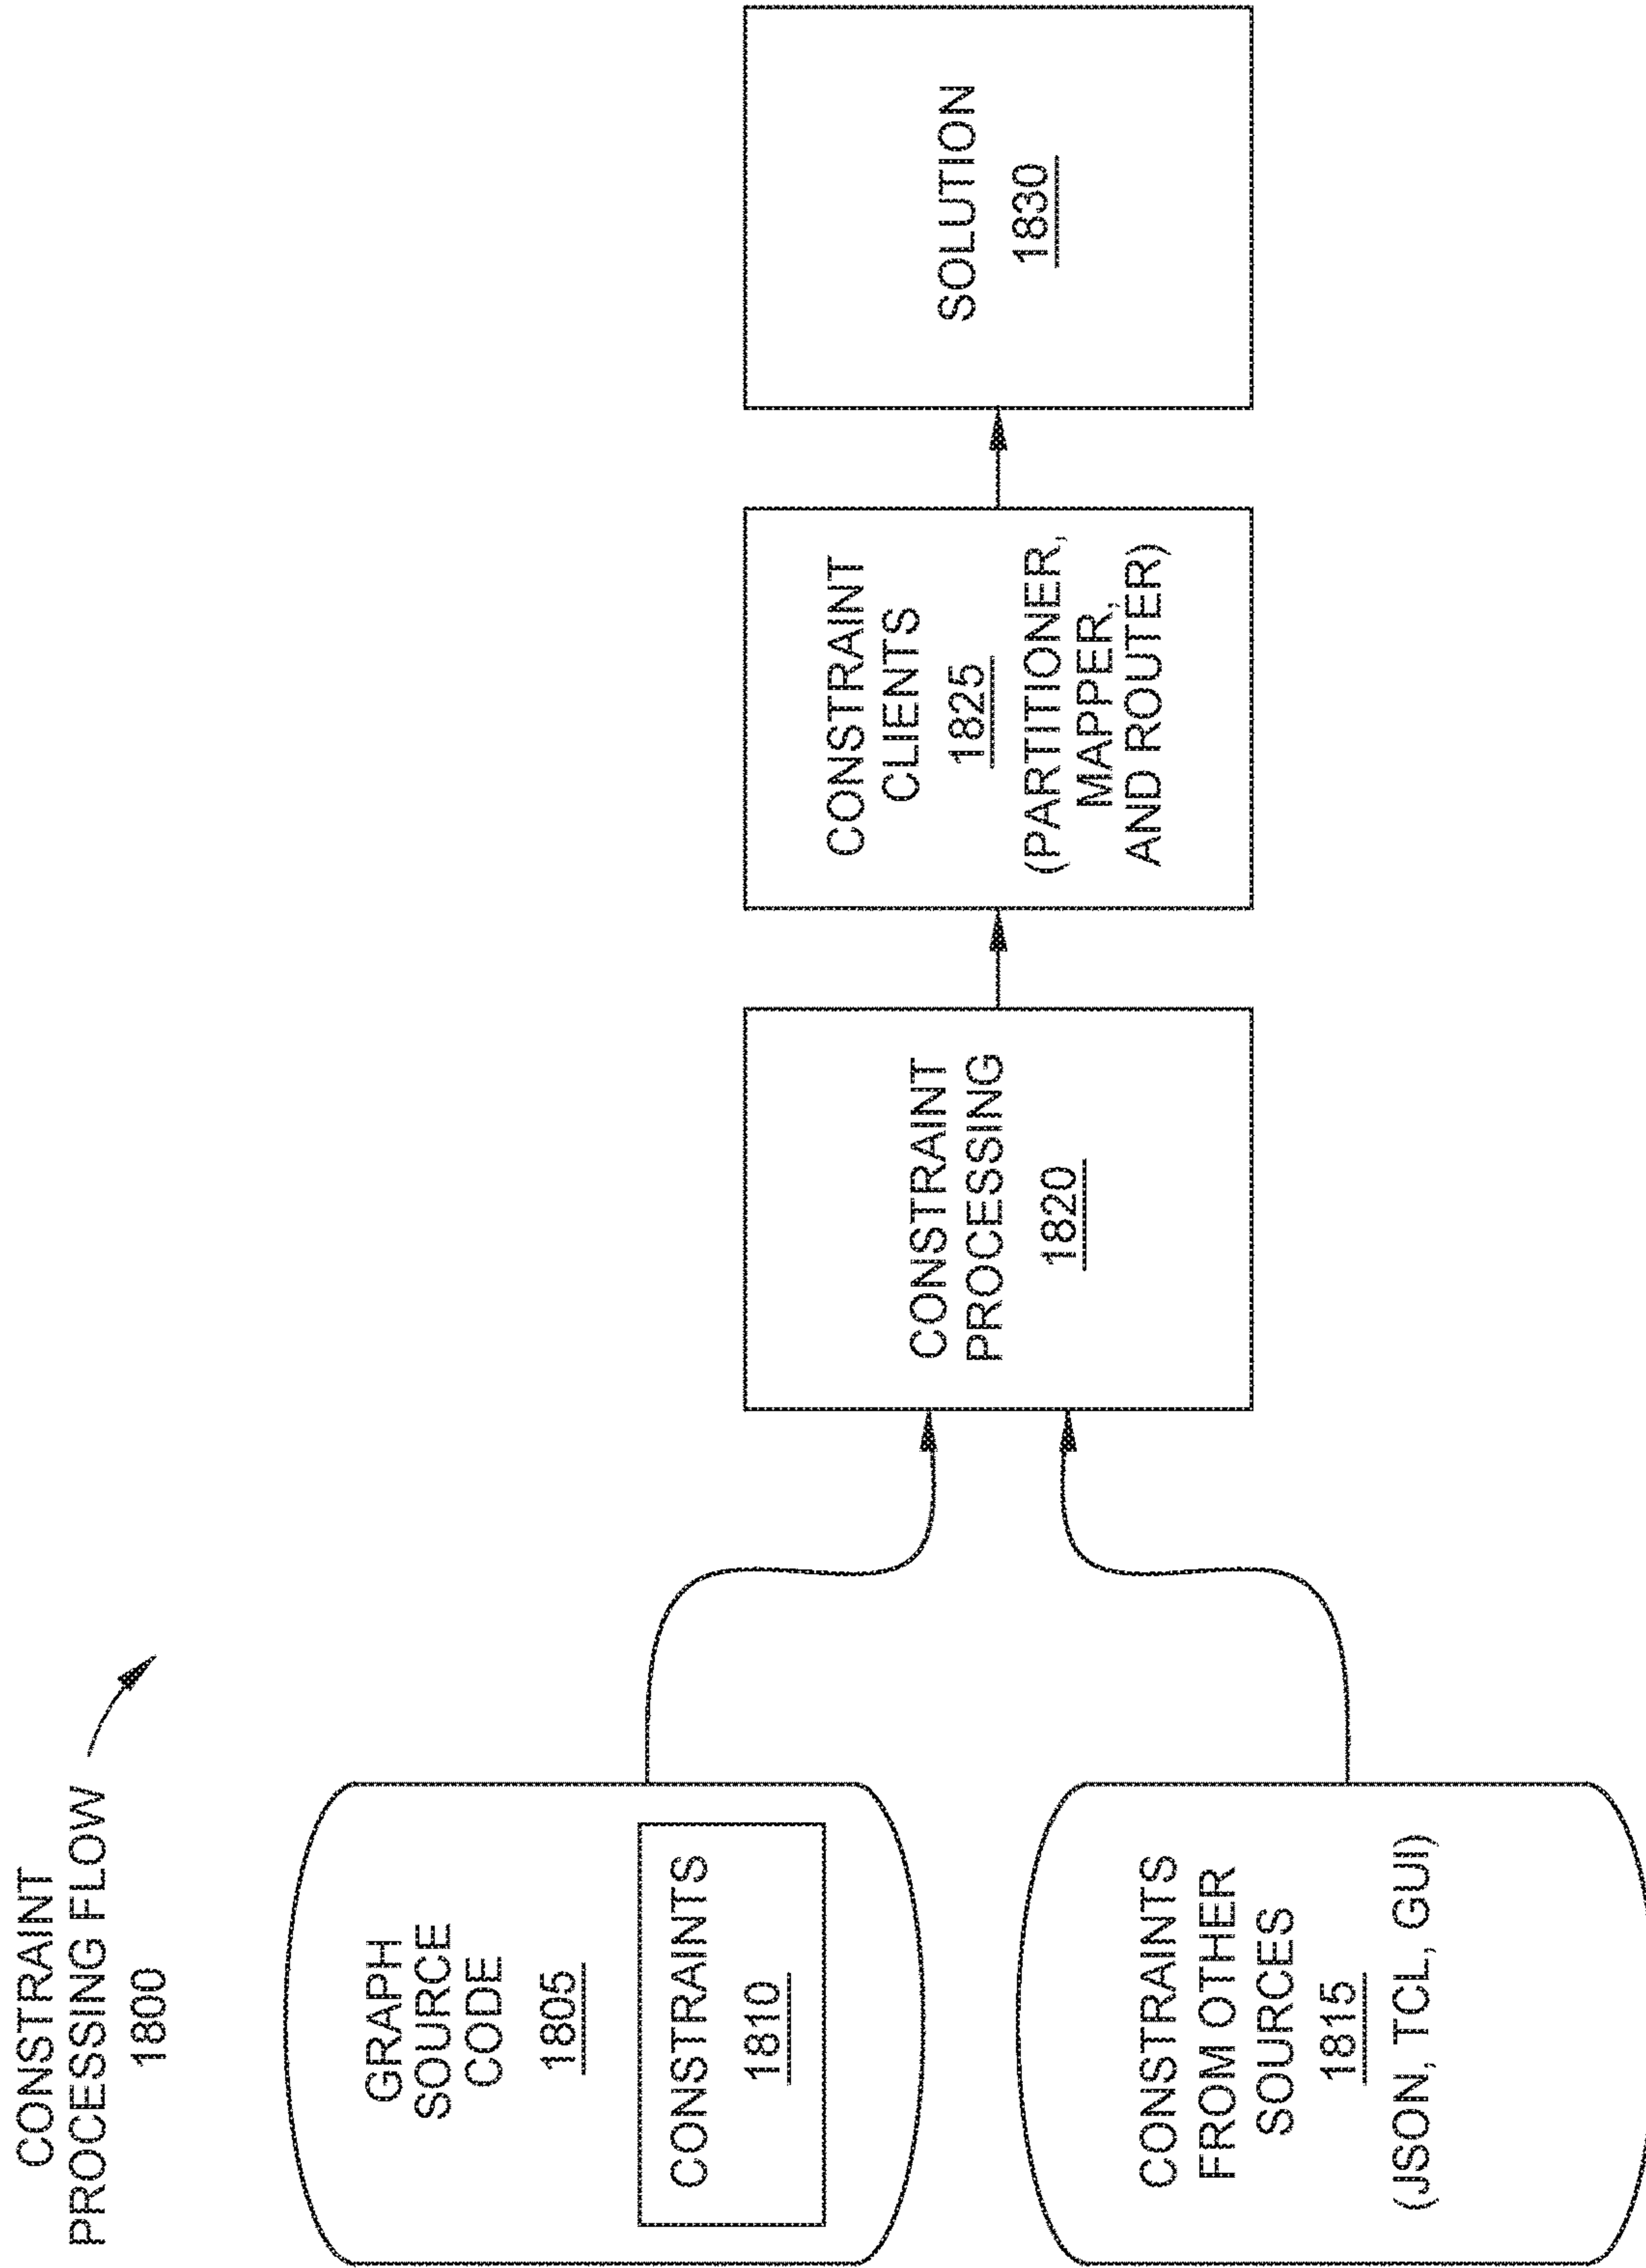 CONSTRAINT
PROCESSING FLOW
1800
GRAPH
SOURCE
CODE
1805
CONSTRAINTS
1810
CONSTRAINTS
FROM OTHER
SOURCES
1815
(JSON, TCL, GUI)
CONSTRAINT
PROCESSING
1820
CONSTRAINT
CLIENTS
1825
(PARTITIONER,
MAPPER,
AND ROUTER)
SOLUTION
1830